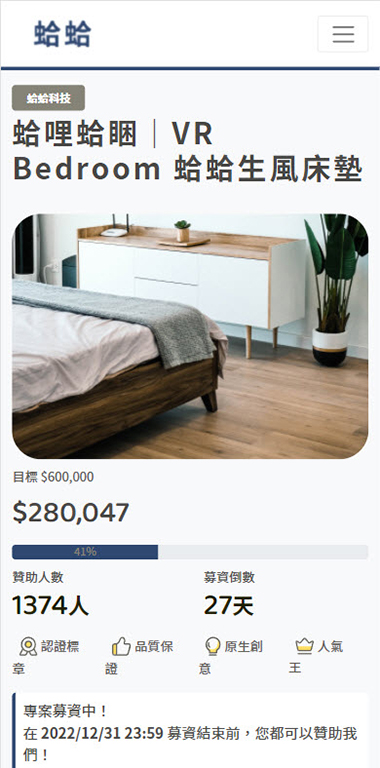 蛤蛤
蛤蛤科技
蛤哩蛤睏｜VR
Bedroom 蛤蛤生風床墊
目標 $600,000
$280,047
41%
贊助人數
募資倒數
1374人
27天
認證標
章
品質保
證
原生創
意
人氣
王
專案募資中！
在 2022/12/31 23:59 募資結束前，您都可以贊助我
們！